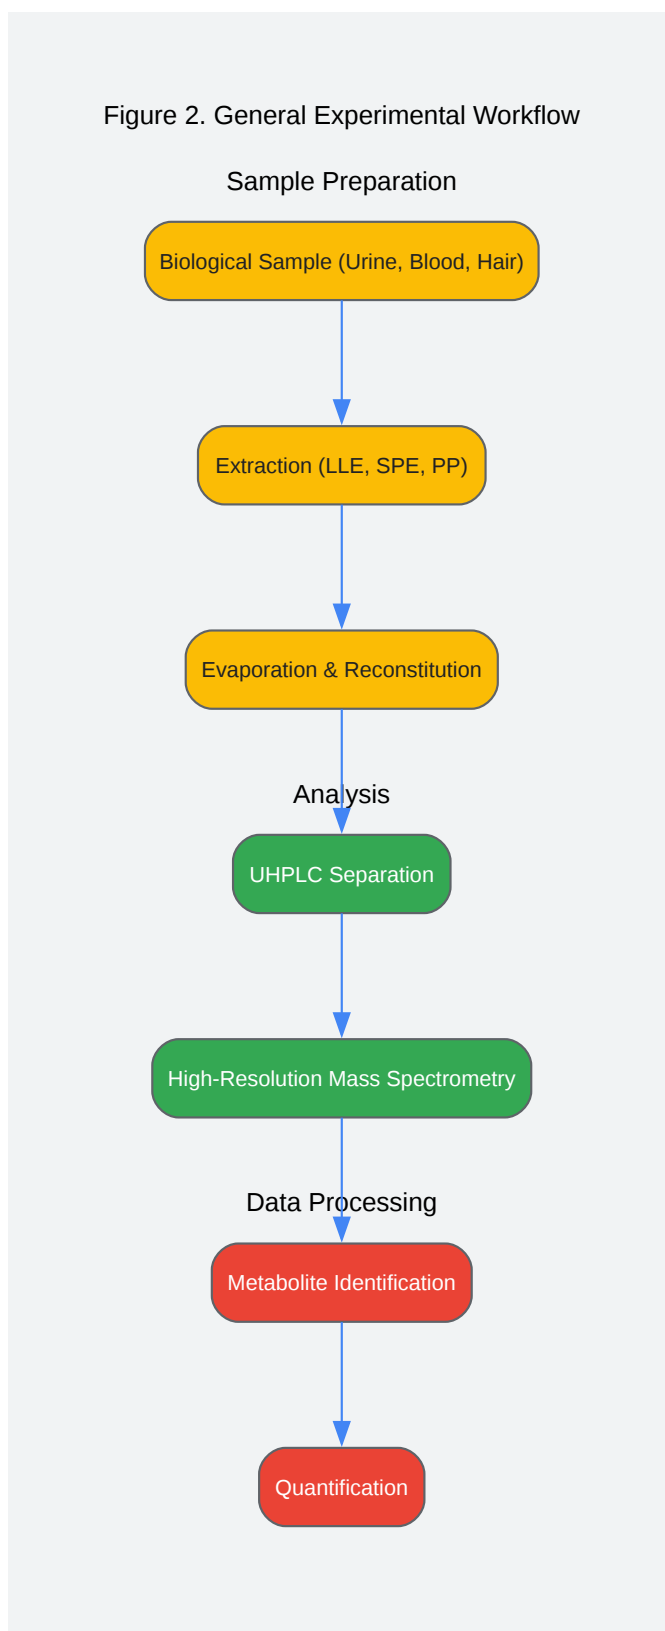 Figure 2. General Experimental Workflow
Sample Preparation
Biological Sample (Urine, Blood, Hair)
Extraction (LLE, SPE, PP)
Evaporation & Reconstitution
Analysis
UHPLC Separation
High-Resolution Mass Spectrometry
Data Processing
Metabolite Identification
Quantification